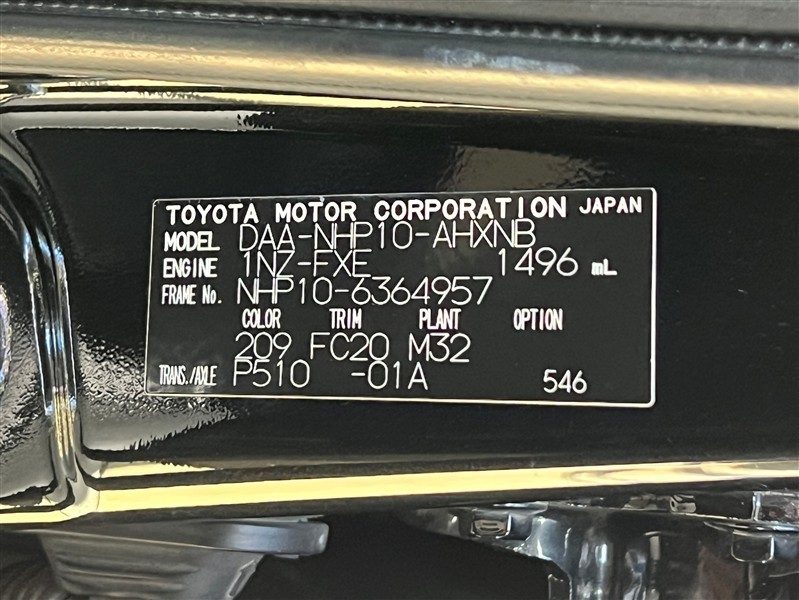 TOYOTA MOTOR CORPORATION JAPAN
MODEL DAA-NHP10-AHXNB
ENGINE 1NZ-FXE 1496 mL
FRAME No. NHP10-6364957
COLOR TRIM PLANT OPTION
209 FC20 M32
TRANS./AXLE P510 -01A 546